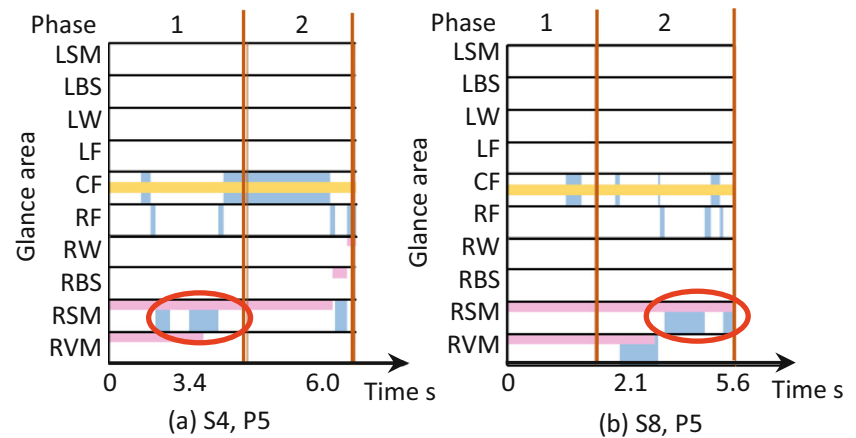 Phase 1 2
LSM
LBS
LW
LF
CF
RF
RW
RBS
RSM
RVM
Glance area
0 3.4 6.0 Time s
(a) S4, P5
Phase 1 2
LSM
LBS
LW
LF
CF
RF
RW
RBS
RSM
RVM
Glance area
0 2.1 5.6 Time s
(b) S8, P5